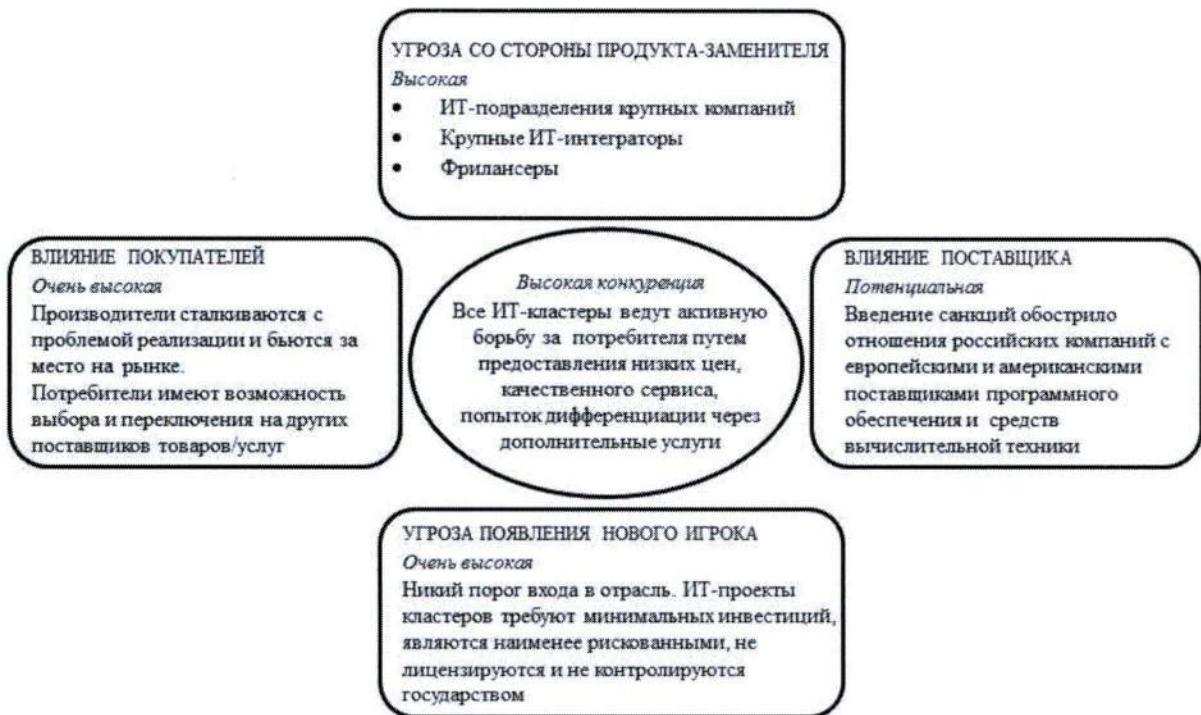 УГРОЗА СО СТОРОНЫ ПРОДУКТА-ЗАМЕНИТЕЛЯ
Высокая
• ИТ-подразделения крупных компаний
• Крупные ИТ-интеграторы
• Фрилансеры
ВЛИЯНИЕ ПОКУПАТЕЛЕЙ
Очень высокая
Производители сталкиваются с
проблемой реализации и бьются за
место на рынке.
Потребители имеют возможность
выбора и переключения на других
поставщиков товаров/услуг
Высокая конкуренция
Все ИТ-кластеры ведут активную
борьбу за потребителя путем
предоставления низких цен,
качественного сервиса,
попыток дифференциации через
дополнительные услуги
ВЛИЯНИЕ ПОСТАВЩИКА
Потенциальная
Введение санкций обострило
отношения российских компаний с
европейскими и американскими
поставщиками программного
обеспечения и средств
вычислительной техники
УГРОЗА ПОЯВЛЕНИЯ НОВОГО ИГРОКА
Очень высокая
Никий порог входа в отрасль. ИТ-проекты
кластеров требуют минимальных инвестиций,
являются наименее рискованными, не
лицензируются и не контролируются
государством